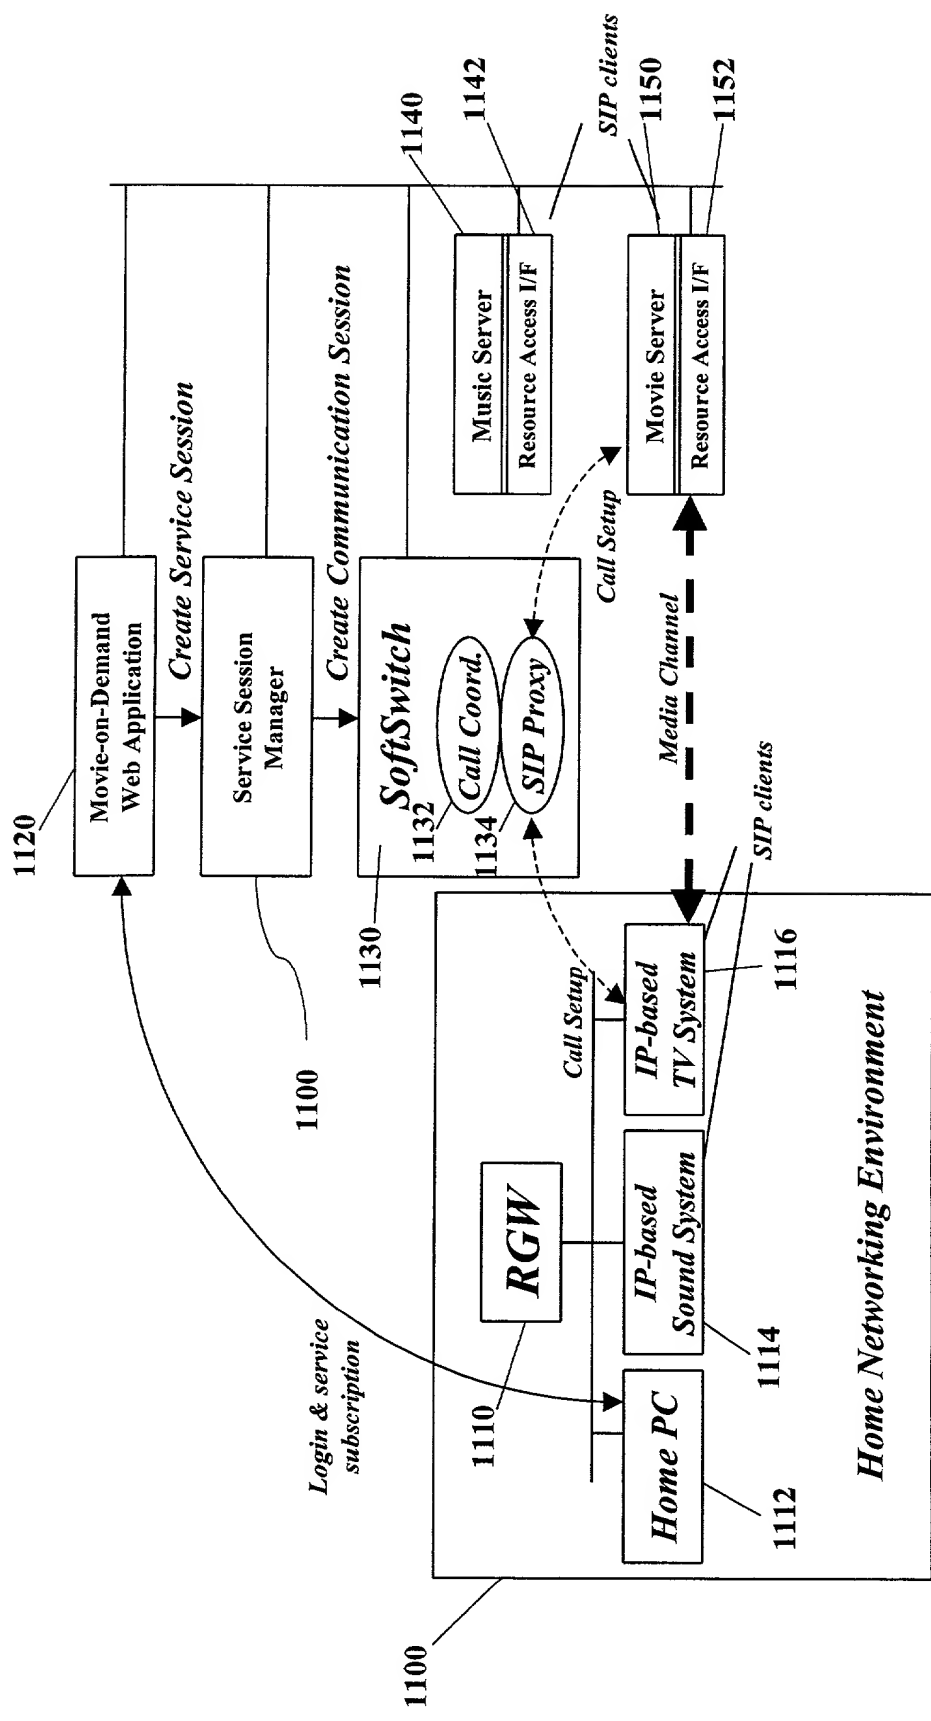 1120
Movie-on-Demand
Web Application
Create Service Session
Service Session
Manager
1100
Create Communication Session
1130
SoftSwitch
1132
Call Coord.
1134
SIP Proxy
1140
Music Server
Resource Access I/F
1142
SIP clients
1150
Movie Server
Resource Access I/F
1152
Call Setup
Media Channel
Login & service
subscription
1100
1110
RGW
Call Setup
Home PC
1112
IP-based
Sound System
1114
IP-based
TV System
1116
SIP clients
Home Networking Environment